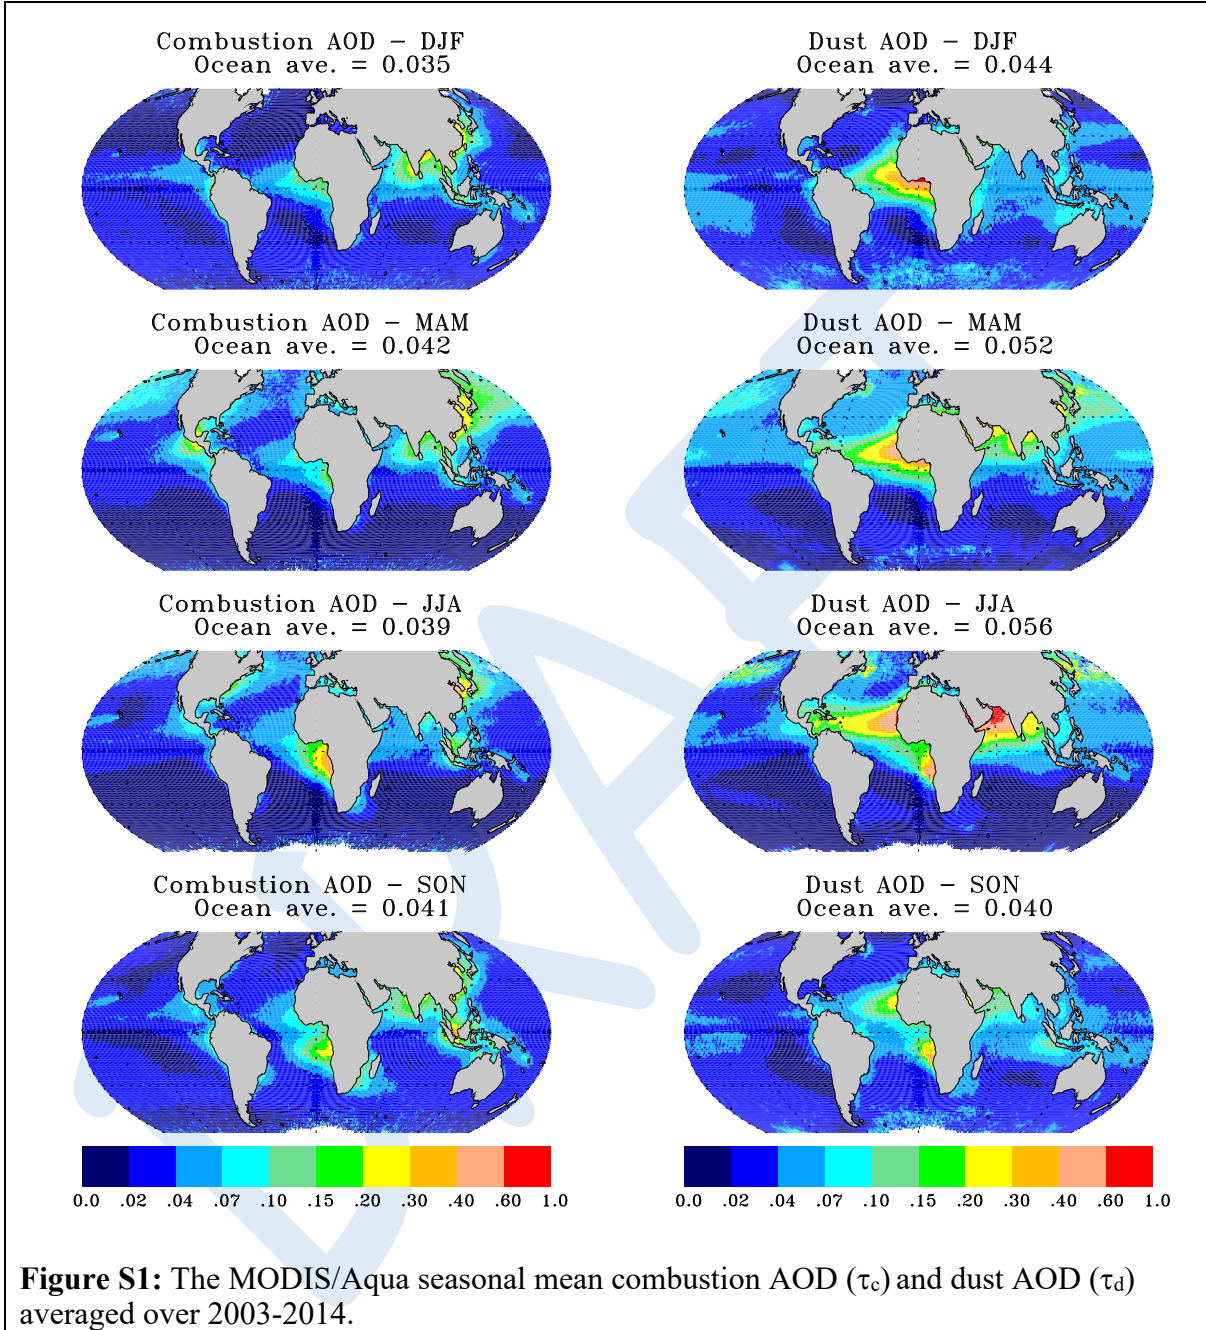 Combustion AOD – DJF
Ocean ave. = 0.035
Dust AOD – DJF
Ocean ave. = 0.044
Combustion AOD – MAM
Ocean ave. = 0.042
Dust AOD – MAM
Ocean ave. = 0.052
Combustion AOD – JJA
Ocean ave. = 0.039
Dust AOD – JJA
Ocean ave. = 0.056
Combustion AOD – SON
Ocean ave. = 0.041
Dust AOD – SON
Ocean ave. = 0.040
0.0 .02 .04 .07 .10 .15 .20 .30 .40 .60 1.0
0.0 .02 .04 .07 .10 .15 .20 .30 .40 .60 1.0
DRAFT
Figure S1: The MODIS/Aqua seasonal mean combustion AOD (τc) and dust AOD (τd)
averaged over 2003-2014.